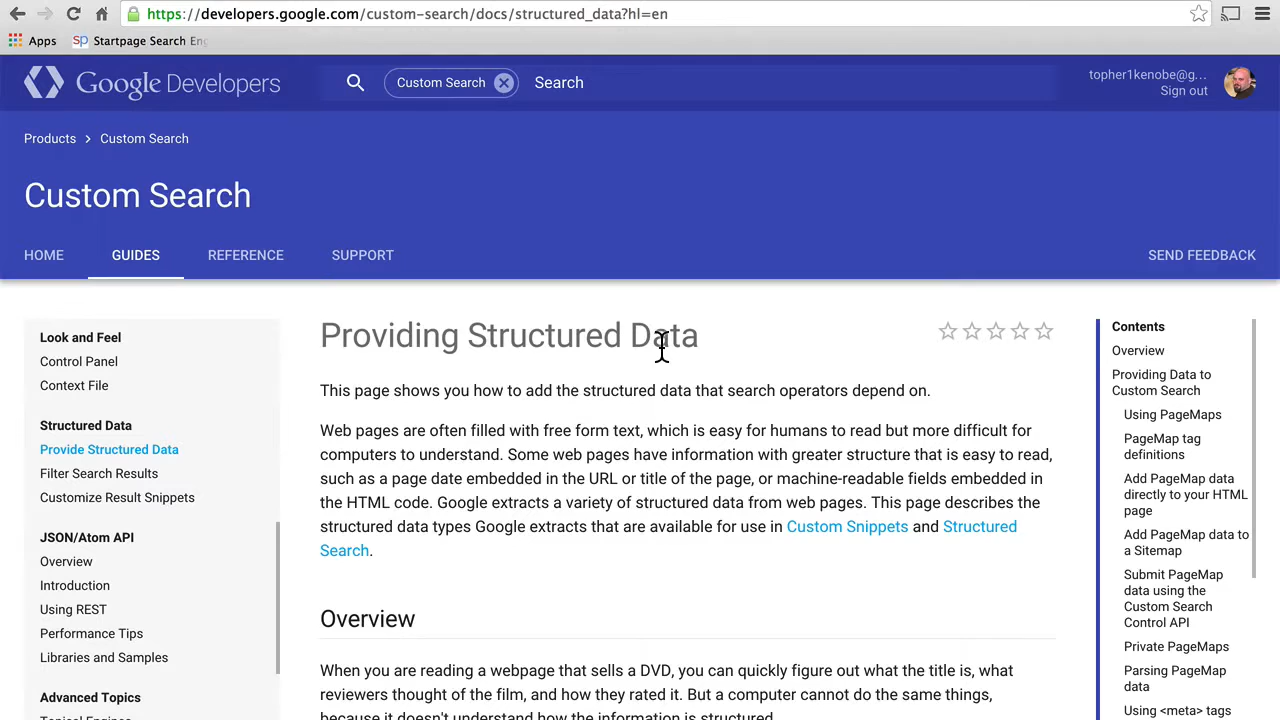 https://developers.google.com/custom-search/docs/structured_data?hl=en
Apps
Startpage Search Eng
Google Developers
Custom Search
Search
topher1kenobe@g...
Sign out
Products > Custom Search
Custom Search
HOME
GUIDES
REFERENCE
SUPPORT
SEND FEEDBACK
Look and Feel
Control Panel
Context File
Structured Data
Provide Structured Data
Filter Search Results
Customize Result Snippets
JSON/Atom API
Overview
Introduction
Using REST
Performance Tips
Libraries and Samples
Advanced Topics
Topical Engines
Providing Structured Data
This page shows you how to add the structured data that search operators depend on.
Web pages are often filled with free form text, which is easy for humans to read but more difficult for
computers to understand. Some web pages have information with greater structure that is easy to read,
such as a page date embedded in the URL or title of the page, or machine-readable fields embedded in
the HTML code. Google extracts a variety of structured data from web pages. This page describes the
structured data types Google extracts that are available for use in Custom Snippets and Structured
Search.
Overview
When you are reading a webpage that sells a DVD, you can quickly figure out what the title is, what
reviewers thought of the film, and how they rated it. But a computer cannot do the same things,
because it doesn't understand how the information is structured.
Contents
Overview
Providing Data to
Custom Search
Using PageMaps
PageMap tag
definitions
Add PageMap data
directly to your HTML
page
Add PageMap data to
a Sitemap
Submit PageMap
data using the
Custom Search
Control API
Private PageMaps
Parsing PageMap
data
Using <meta> tags